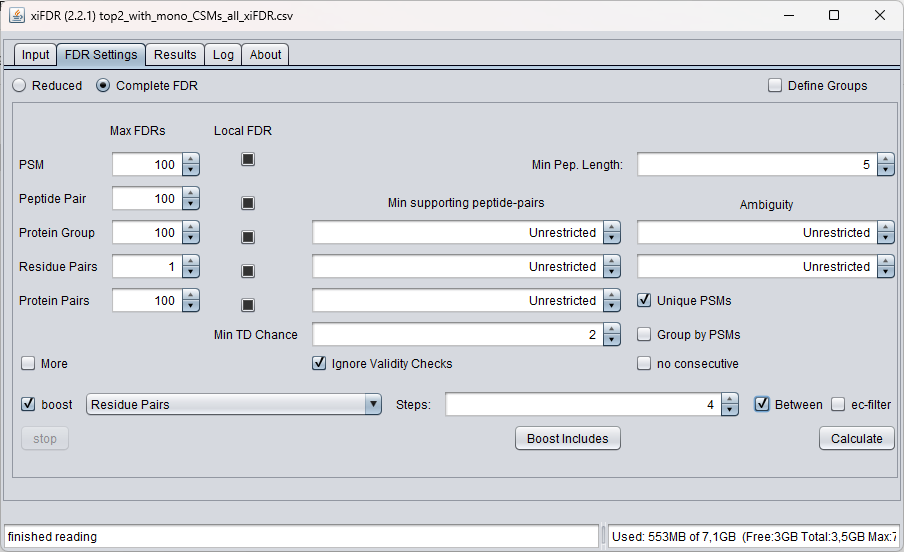 xiFDR (2.2.1) top2_with_mono_CSMs_all_xiFDR.csv
Input FDR Settings Results Log About
Reduced Complete FDR Define Groups
Max FDRs Local FDR
PSM 100 Min Pep. Length: 5
Peptide Pair 100 Min supporting peptide-pairs Ambiguity
Protein Group 100 Unrestricted Unrestricted
Residue Pairs 1 Unrestricted Unrestricted
Protein Pairs 100 Unrestricted Unique PSMs
Min TD Chance 2 Group by PSMs
More Ignore Validity Checks no consecutive
boost Residue Pairs Steps: 4 Between ec-filter
stop Boost Includes Calculate
finished reading Used: 553MB of 7,1GB (Free:3GB Total:3,5GB Max:7